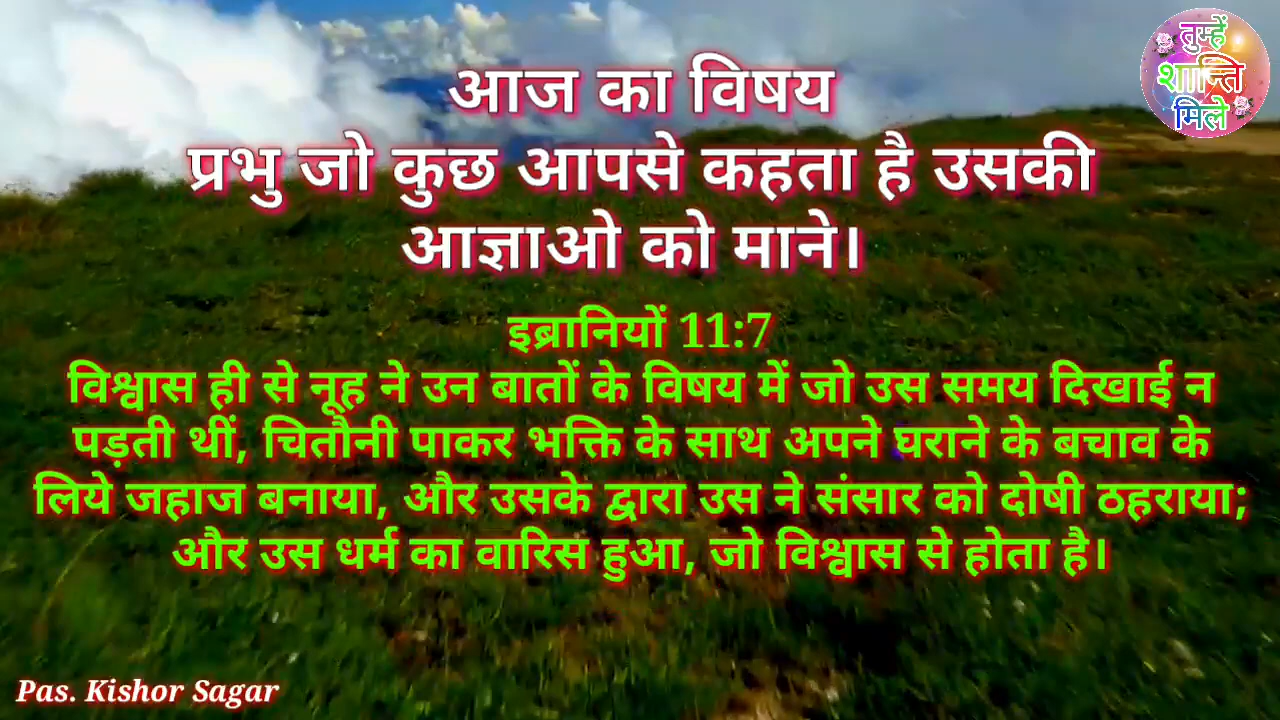 तुम्हें
शान्ति
मिले
आज का विषय
प्रभु जो कुछ आपसे कहता है उसकी
आज्ञाओ को माने।
इब्रानियों 11:7
विश्वास ही से नूह ने उन बातों के विषय में जो उस समय दिखाई न
पड़ती थीं, चितौनी पाकर भक्ति के साथ अपने घराने के बचाव के
लिये जहाज बनाया, और उसके द्वारा उस ने संसार को दोषी ठहराया;
और उस धर्म का वारिस हुआ, जो विश्वास से होता है।
Pas. Kishor Sagar